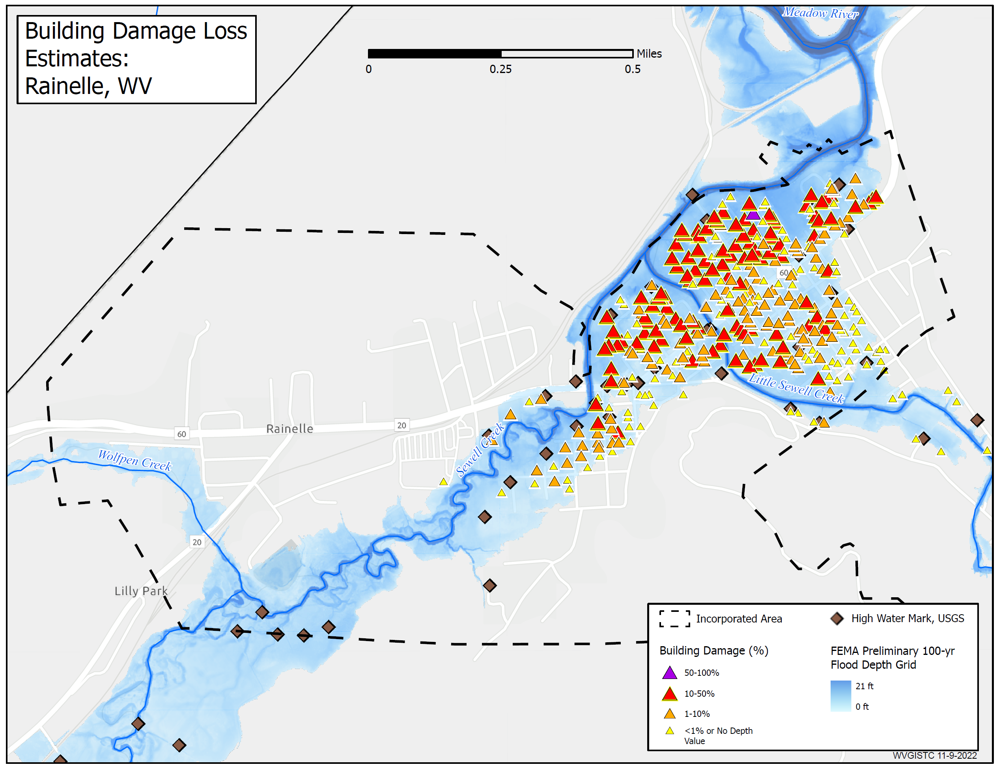 Building Damage Loss
Estimates:
Rainelle, WV
Miles
0 0.25 0.5
Meadow River
60
Little Sewell Creek
Rainelle
20
60
Sewell Creek
Wolfpen Creek
20
Lilly Park
Incorporated Area
High Water Mark, USGS
Building Damage (%)
50-100%
10-50%
1-10%
<1% or No Depth
Value
FEMA Preliminary 100-yr
Flood Depth Grid
21 ft
0 ft
WVGISTC 11-9-2022